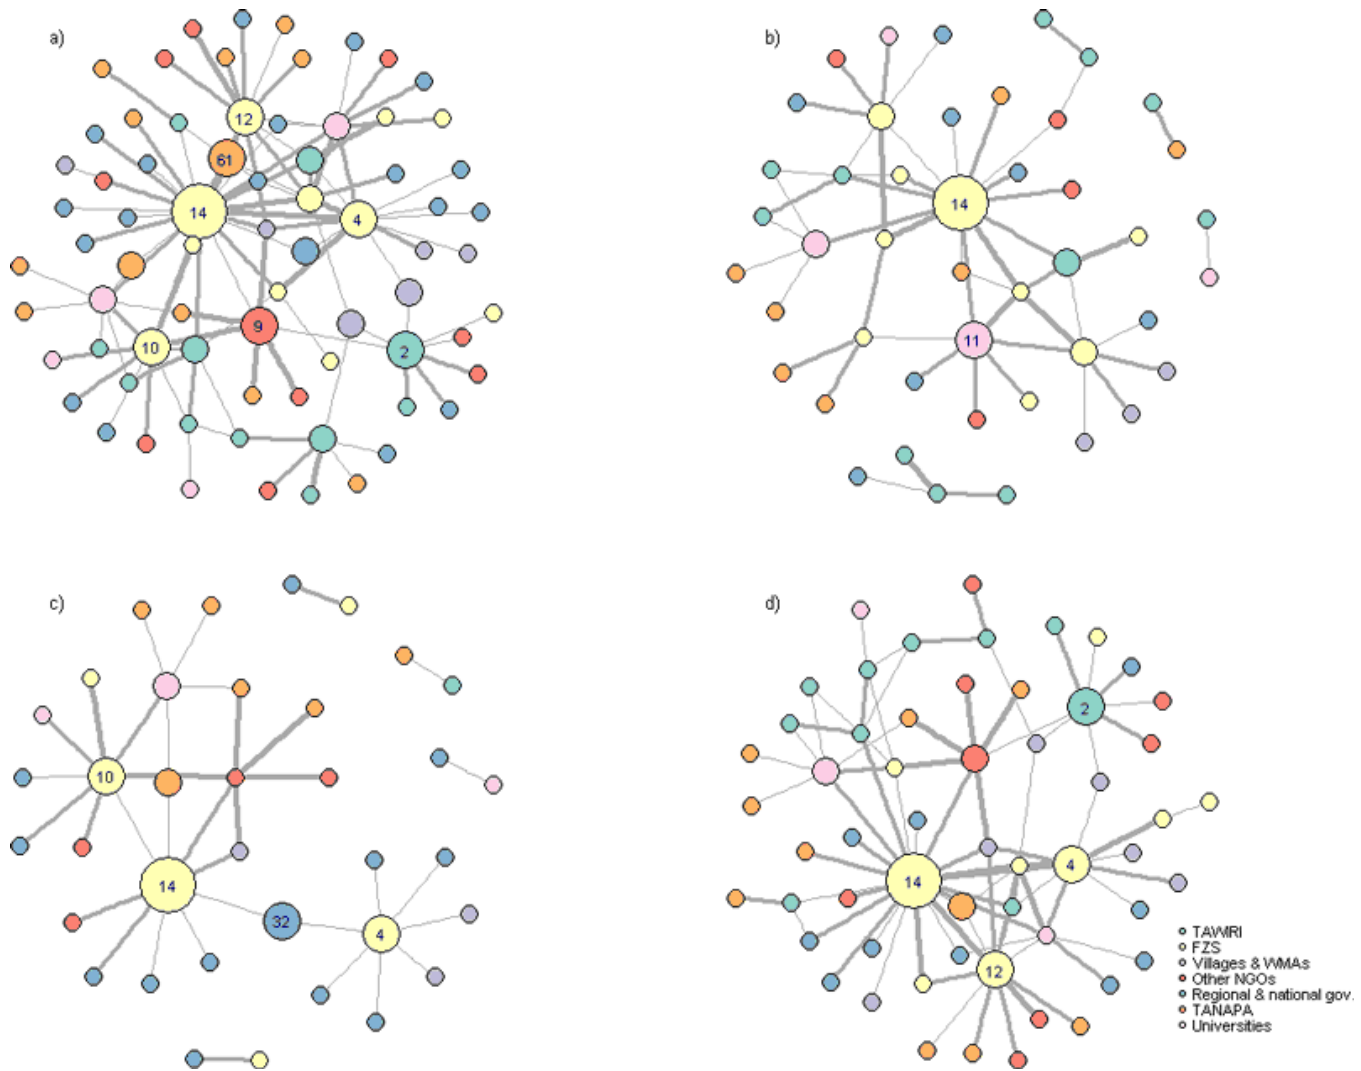 a)
12
61
14
4
9
10
2
b)
14
11
c)
10
14
32
4
d)
2
4
14
12
TAWIRI
FZS
Villages & WMAs
Other NGOs
Regional & national gov.
TANAPA
Universities